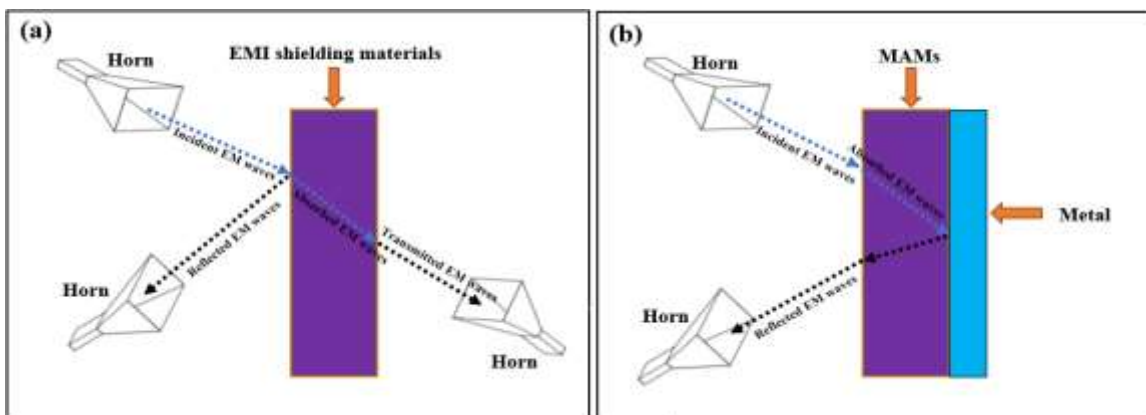 (a)
Horn
EMI shielding materials
Incident EM waves
Absorbed EM waves
Reflected EM waves
Transmitted EM waves
Horn
Horn
(b)
Horn
MAMs
Incident EM waves
Absorbed EM waves
Metal
Reflected EM waves
Horn